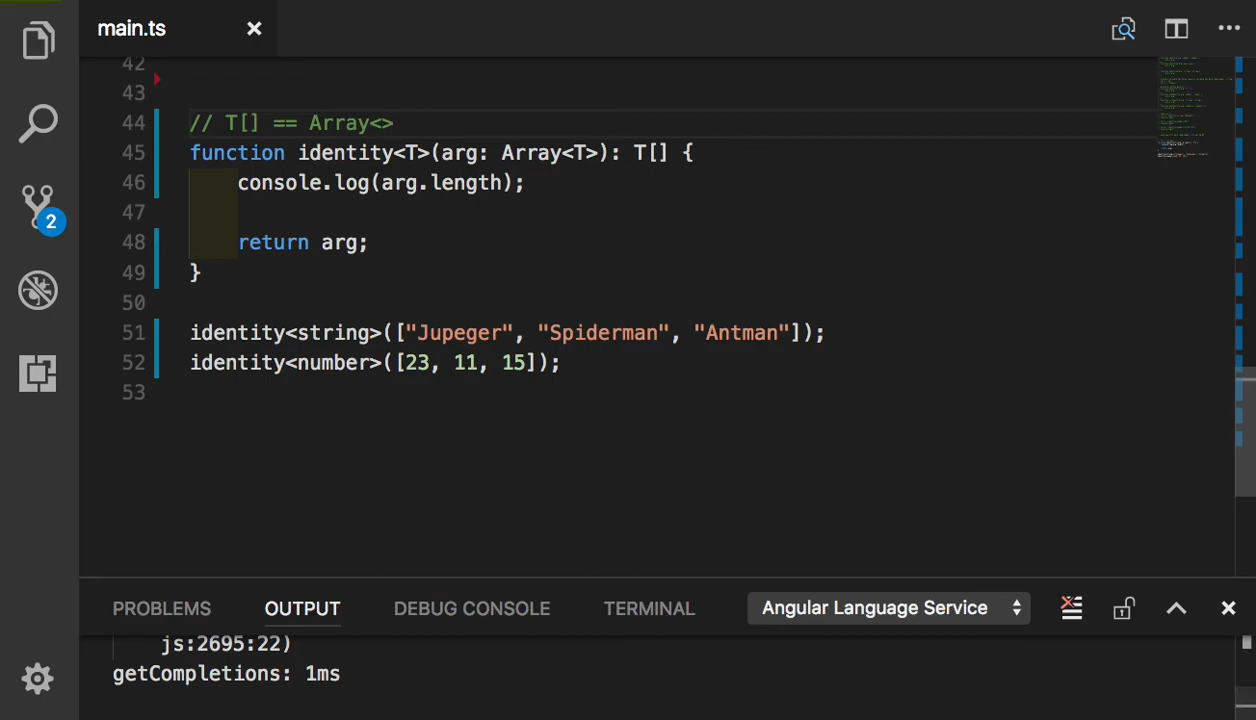 main.ts
42
43
44 // T[] == Array<>
45 function identity<T>(arg: Array<T>): T[] {
46 console.log(arg.length);
47
48 return arg;
49 }
50
51 identity<string>(["Jupeger", "Spiderman", "Antman"]);
52 identity<number>([23, 11, 15]);
53
2
PROBLEMS OUTPUT DEBUG CONSOLE TERMINAL Angular Language Service
js:2695:22)
getCompletions: 1ms